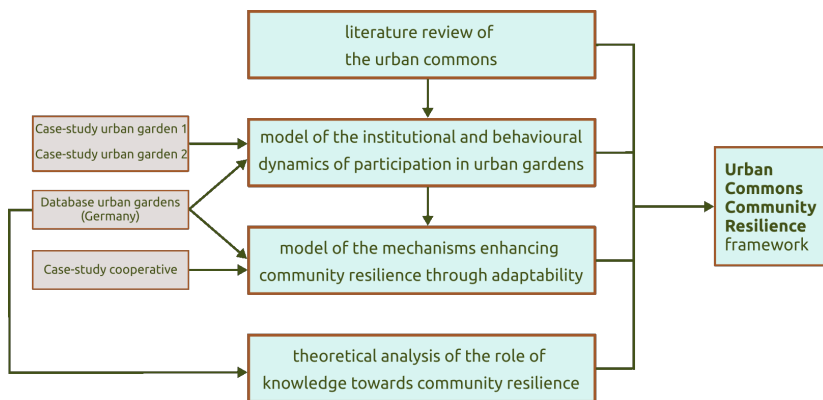 literature review of
the urban commons
Case-study urban garden 1
Case-study urban garden 2
model of the institutional and behavioural
dynamics of participation in urban gardens
Database urban gardens
(Germany)
Case-study cooperative
model of the mechanisms enhancing
community resilience through adaptability
theoretical analysis of the role of
knowledge towards community resilience
Urban
Commons
Community
Resilience
framework